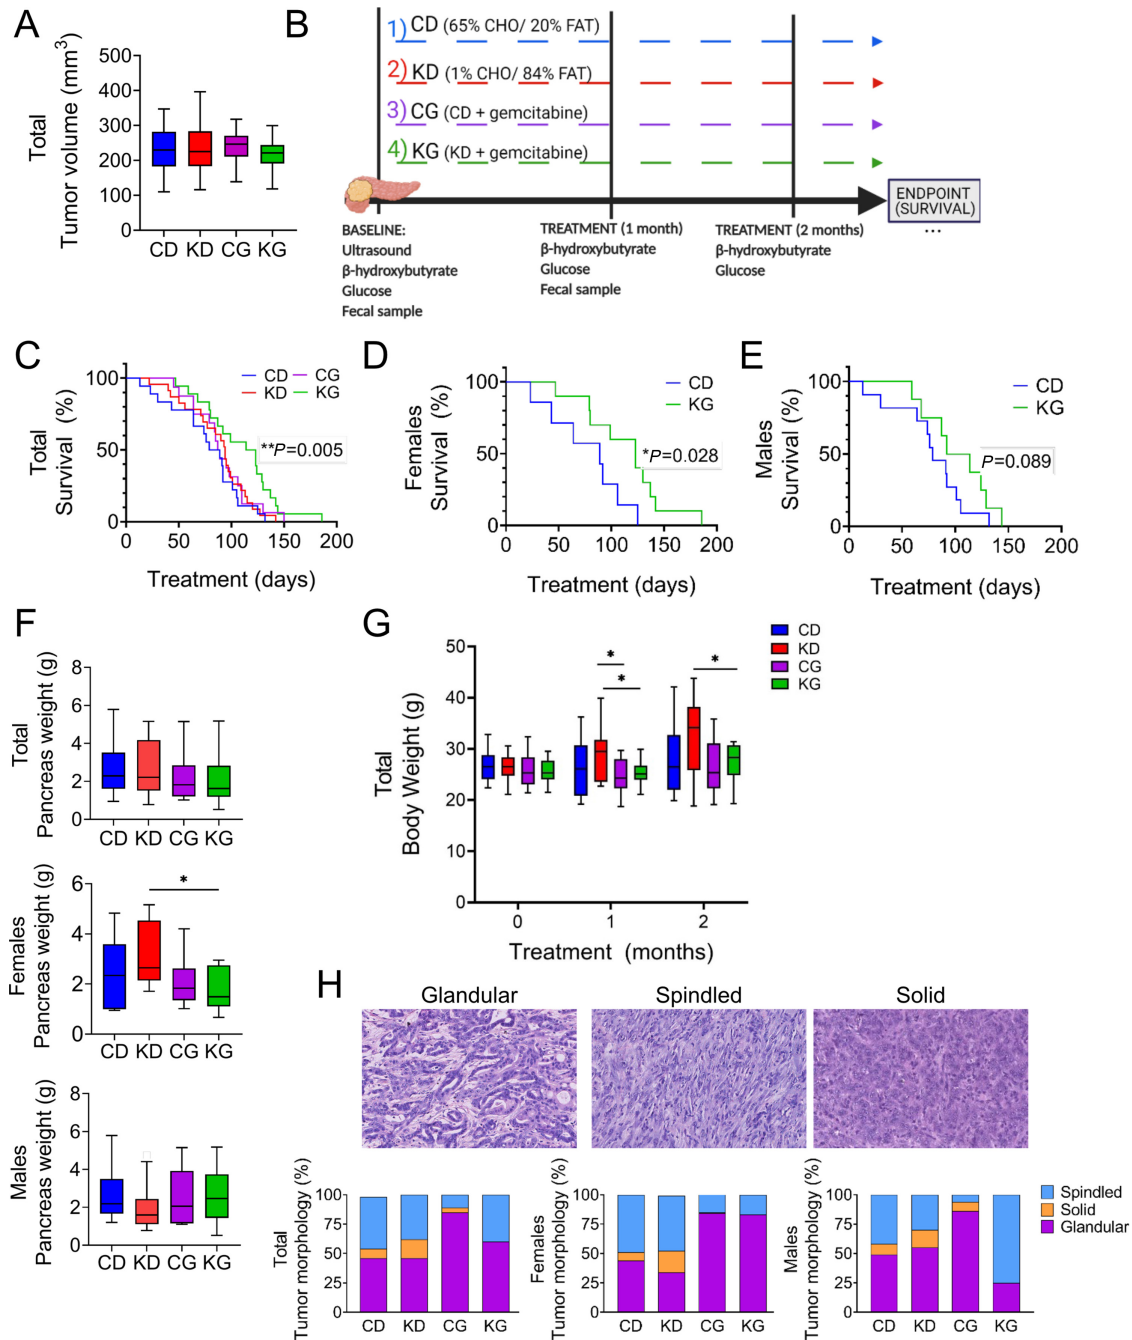 A
Total
Tumor volume (mm³)
500
400
300
200
100
0
CD KD CG KG
B
1) CD (65% CHO/ 20% FAT)
2) KD (1% CHO/ 84% FAT)
3) CG (CD + gemcitabine)
4) KG (KD + gemcitabine)
ENDPOINT
(SURVIVAL)
...
BASELINE:
Ultrasound
β-hydroxybutyrate
Glucose
Fecal sample
TREATMENT (1 month)
β-hydroxybutyrate
Glucose
Fecal sample
TREATMENT (2 months)
β-hydroxybutyrate
Glucose
C
Total
Survival (%)
100
50
0
0 50 100 150 200
Treatment (days)
CD CG
KD KG
**P=0.005
D
Females
Survival (%)
100
50
0
0 50 100 150 200
Treatment (days)
CD
KG
*P=0.028
E
Males
Survival (%)
100
50
0
0 50 100 150 200
Treatment (days)
CD
KG
P=0.089
F
Total
Pancreas weight (g)
8
6
4
2
0
CD KD CG KG
Females
Pancreas weight (g)
6
4
2
0
*
CD KD CG KG
Males
Pancreas weight (g)
8
6
4
2
0
CD KD CG KG
G
Total
Body Weight (g)
50
40
30
20
10
0
* 
*
*
0 1 2
Treatment (months)
CD
KD
CG
KG
H
Glandular Spindled Solid
Total
Tumor morphology (%)
100
75
50
25
0
CD KD CG KG
Females
Tumor morphology (%)
100
75
50
25
0
CD KD CG KG
Males
Tumor morphology (%)
100
75
50
25
0
CD KD CG KG
Spindled
Solid
Glandular